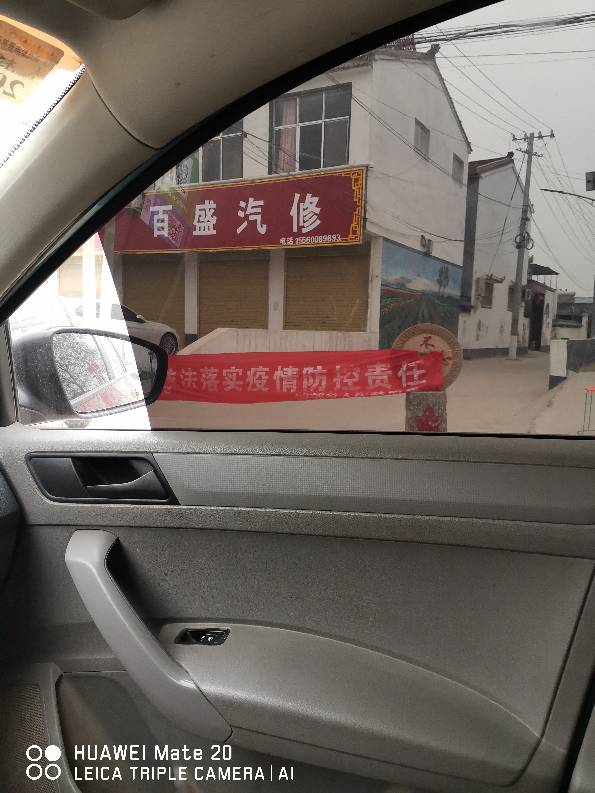 百盛汽修
电话:15560089693
依法落实疫情防控责任
HUAWEI Mate 20
LEICA TRIPLE CAMERA | AI